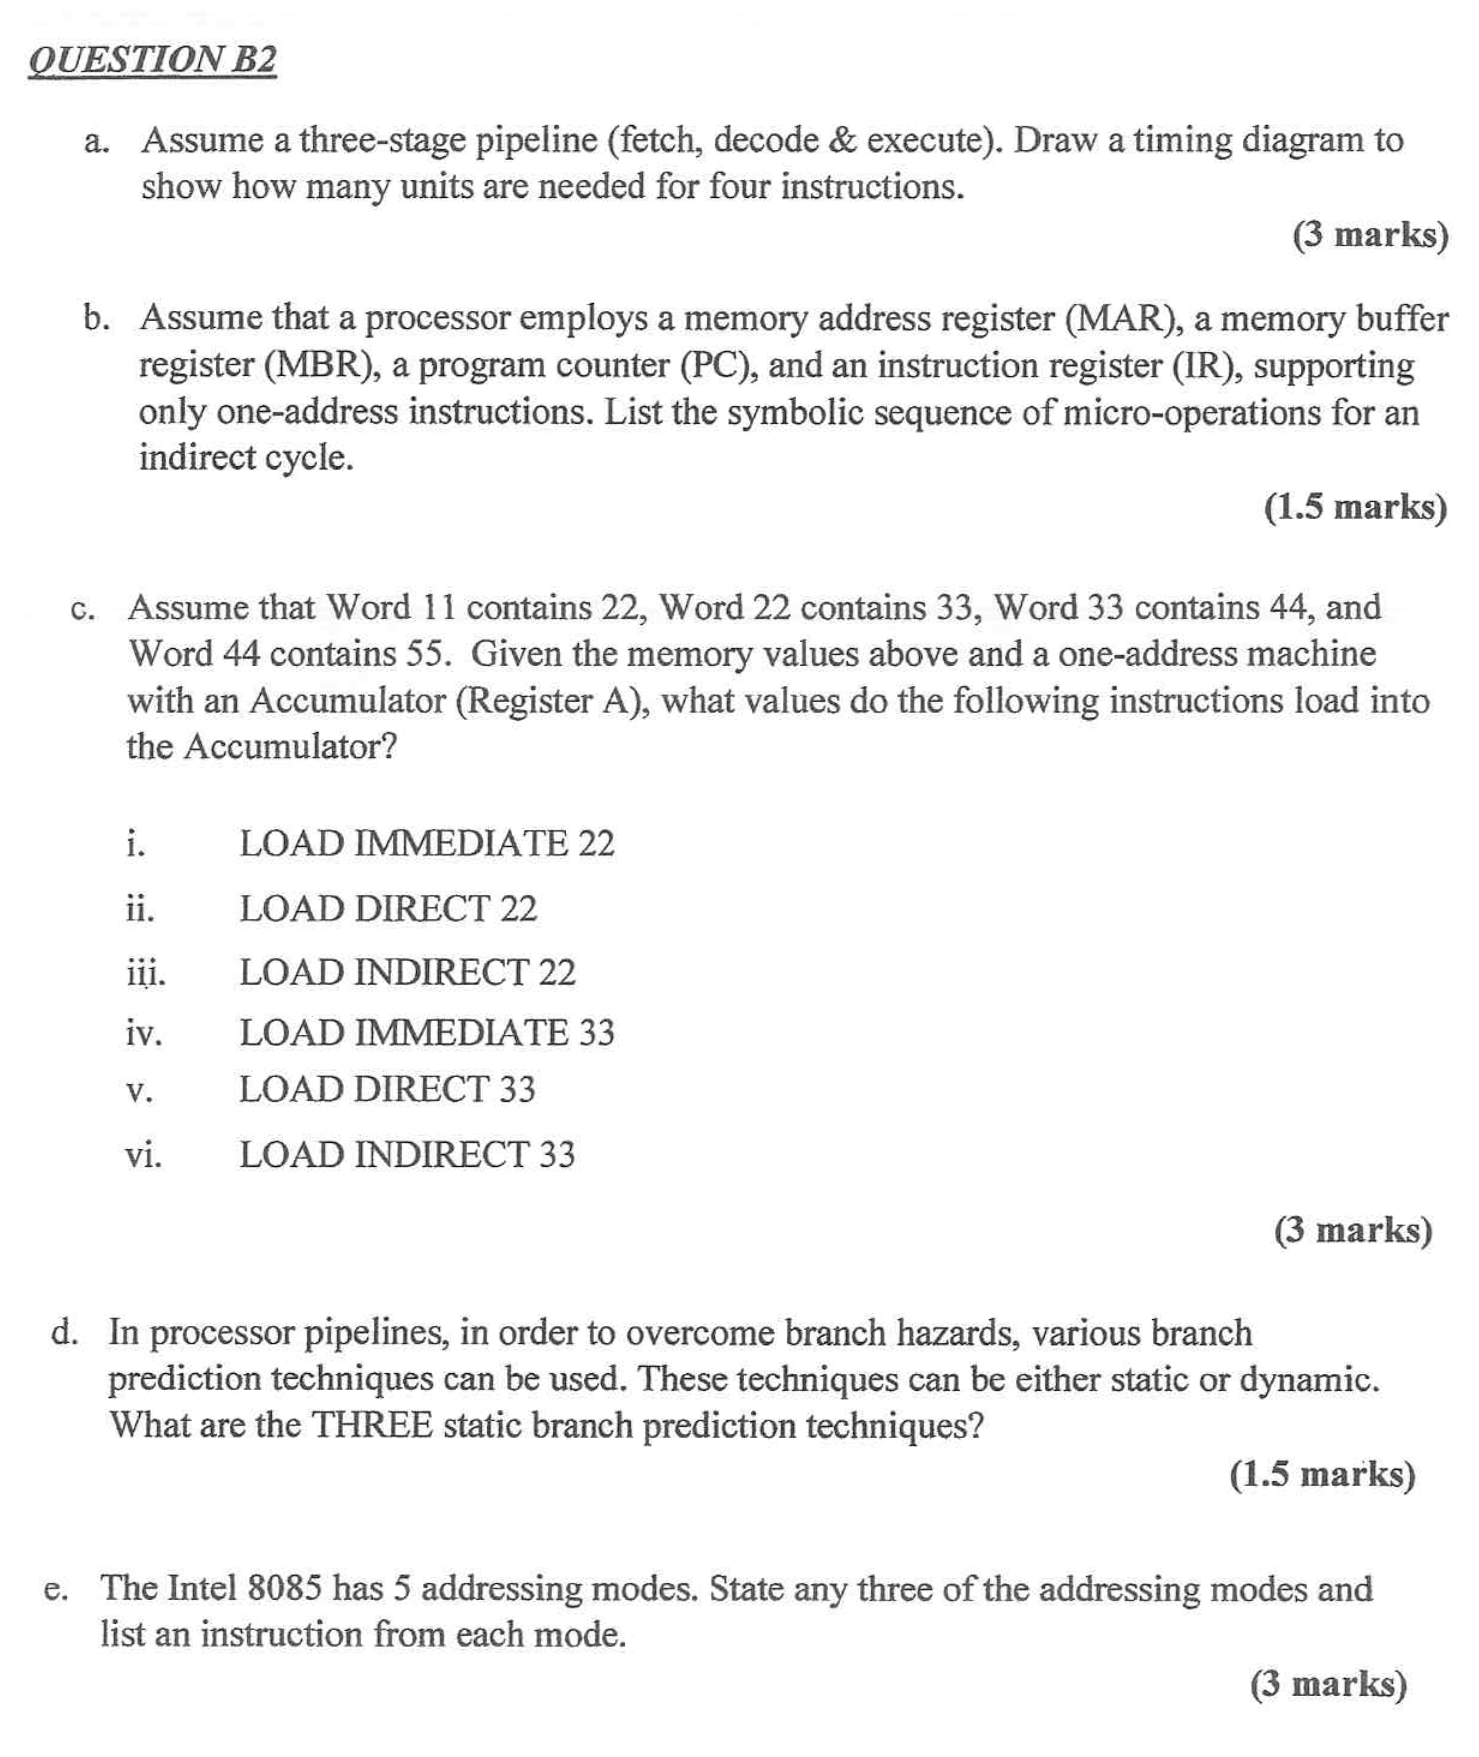 QUESTION B2
a. Assume a three-stage pipeline (fetch, decode & execute). Draw a timing diagram to
show how many units are needed for four instructions.
(3 marks)
b. Assume that a processor employs a memory address register (MAR), a memory buffer
register (MBR), a program counter (PC), and an instruction register (IR), supporting
only one-address instructions. List the symbolic sequence of micro-operations for an
indirect cycle.
(1.5 marks)
c. Assume that Word 11 contains 22, Word 22 contains 33, Word 33 contains 44, and
Word 44 contains 55. Given the memory values above and a one-address machine
with an Accumulator (Register A), what values do the following instructions load into
the Accumulator?
i. LOAD IMMEDIATE 22
ii. LOAD DIRECT 22
iii. LOAD INDIRECT 22
iv. LOAD IMMEDIATE 33
v. LOAD DIRECT 33
vi. LOAD INDIRECT 33
(3 marks)
d. In processor pipelines, in order to overcome branch hazards, various branch
prediction techniques can be used. These techniques can be either static or dynamic.
What are the THREE static branch prediction techniques?
(1.5 marks)
e. The Intel 8085 has 5 addressing modes. State any three of the addressing modes and
list an instruction from each mode.
(3 marks)